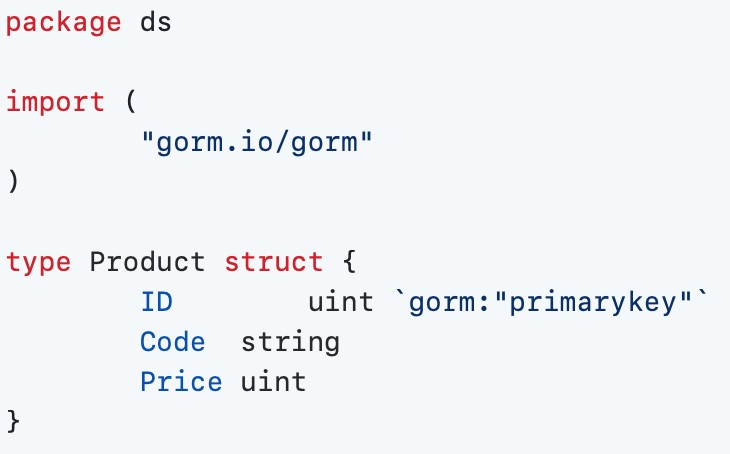 package ds
import (
"gorm.io/gorm"
)
type Product struct {
ID uint `gorm:"primarykey"`
Code string
Price uint
}